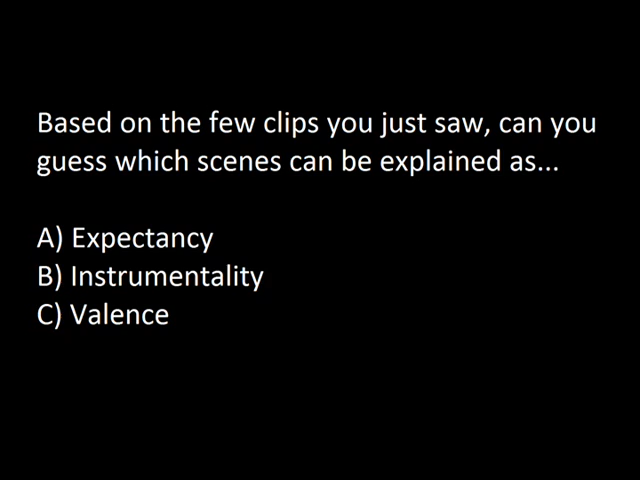 Based on the few clips you just saw, can you
guess which scenes can be explained as...
A) Expectancy
B) Instrumentality
C) Valence